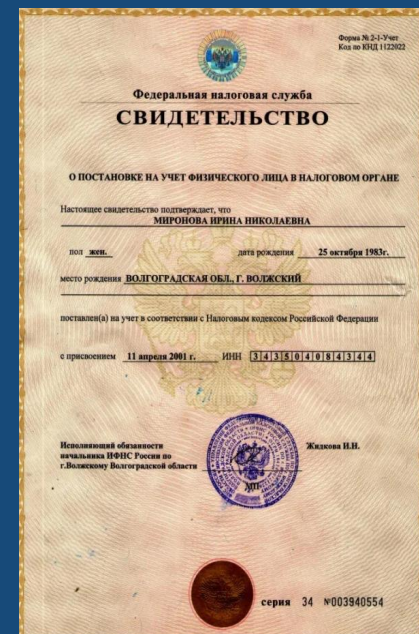 Форма № 2-1-Учет
Код по КНД 1122022
Федеральная налоговая служба
СВИДЕТЕЛЬСТВО
О ПОСТАНОВКЕ НА УЧЕТ ФИЗИЧЕСКОГО ЛИЦА В НАЛОГОВОМ ОРГАНЕ
Настоящее свидетельство подтверждает, что
МИРОНОВА ИРИНА НИКОЛАЕВНА
пол жен. дата рождения 25 октября 1983г.
место рождения ВОЛГОГРАДСКАЯ ОБЛ., Г. ВОЛЖСКИЙ
поставлен(а) на учет в соответствии с Налоговым кодексом Российской Федерации
с присвоением 11 апреля 2001 г. ИНН 343504084344
Исполняющий обязанности
начальника ИФНС России по
г.Волжскому Волгоградской области
Жидкова И.Н.
МП
серия 34 №003940554